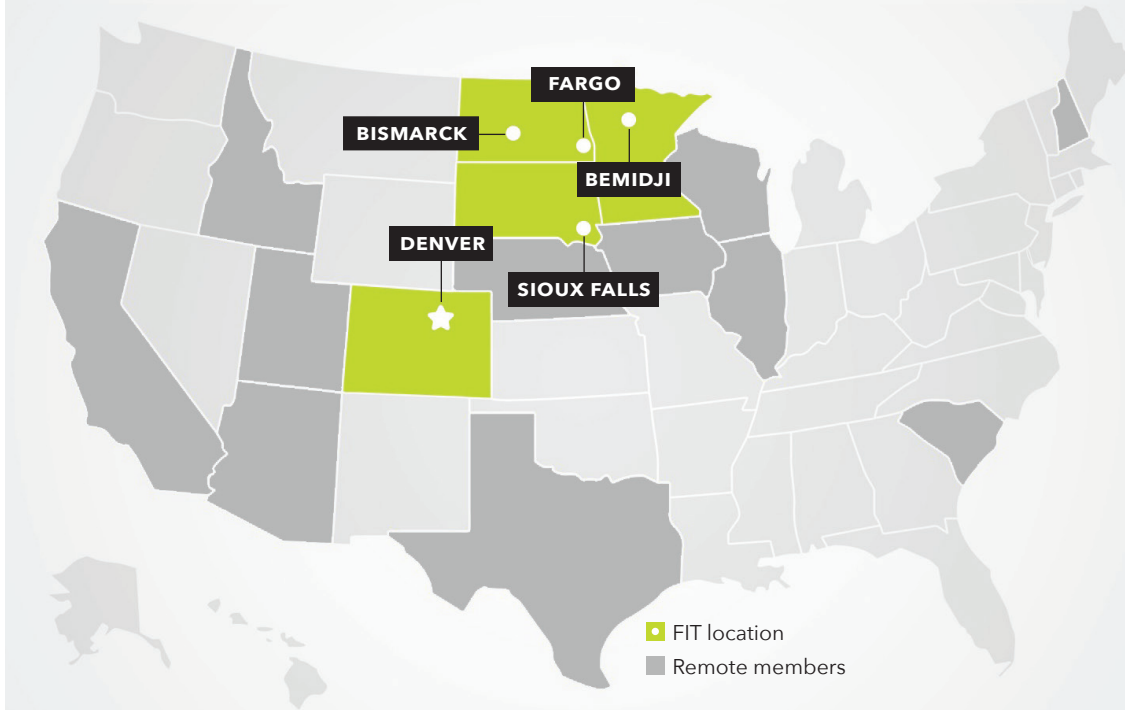 FARGO
BISMARCK
BEMIDJI
DENVER
SIOUX FALLS
FIT location
Remote members